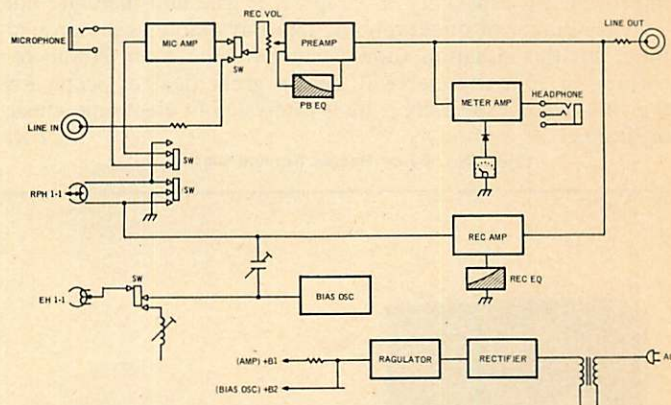 REC VOL
LINE OUT
MICROPHONE
MIC AMP
SW
PREAMP
PB EQ
METER AMP
HEADPHONE
LINE IN
SW
RPH 1-1
SW
REC AMP
REC EQ
EH 1-1
SW
BIAS OSC
(AMP) +B1
RAGULATOR
RECTIFIER
(BIAS OSC) +B2